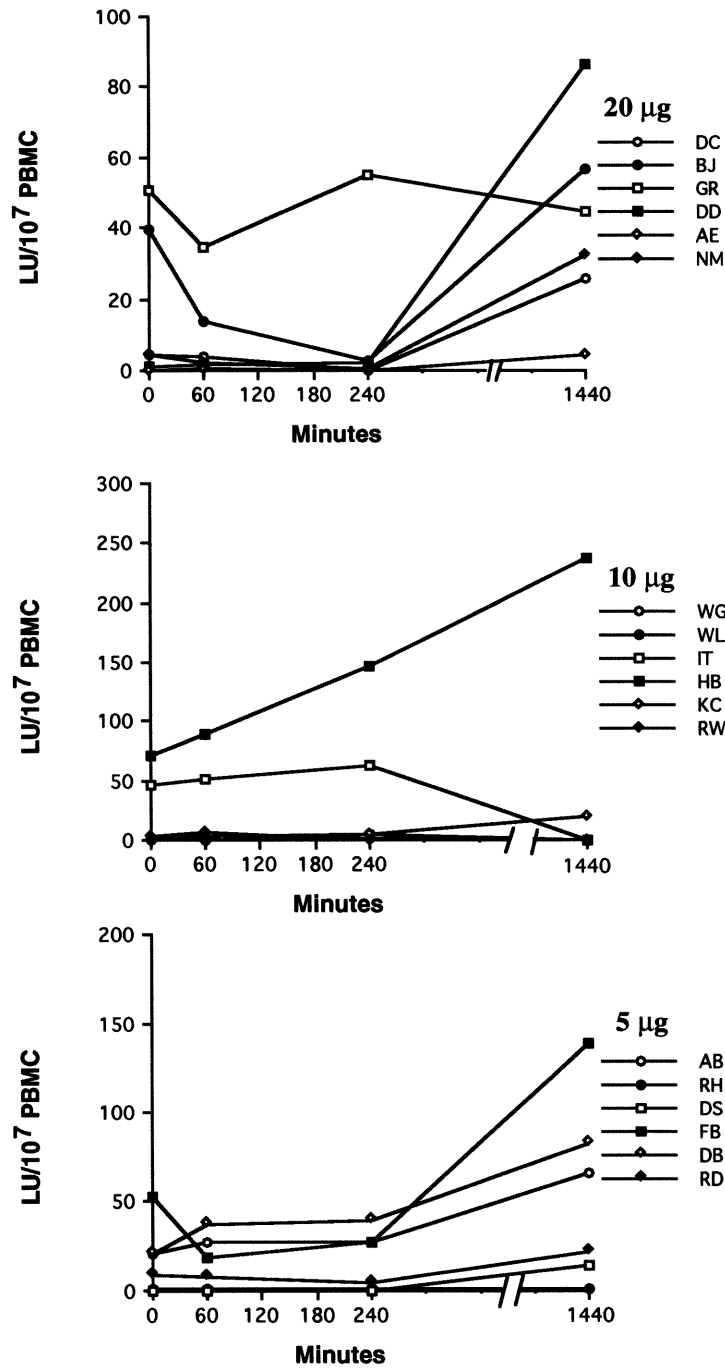 100
80
60
40
20
0
LU/10⁷ PBMC
0 60 120 180 240 1440
Minutes
20 µg
DC
BJ
GR
DD
AE
NM
300
250
200
150
100
50
0
LU/10⁷ PBMC
0 60 120 180 240 1440
Minutes
10 µg
WG
WL
IT
HB
KC
RW
200
150
100
50
0
LU/10⁷ PBMC
0 60 120 180 240 1440
Minutes
5 µg
AB
RH
DS
FB
DB
RD